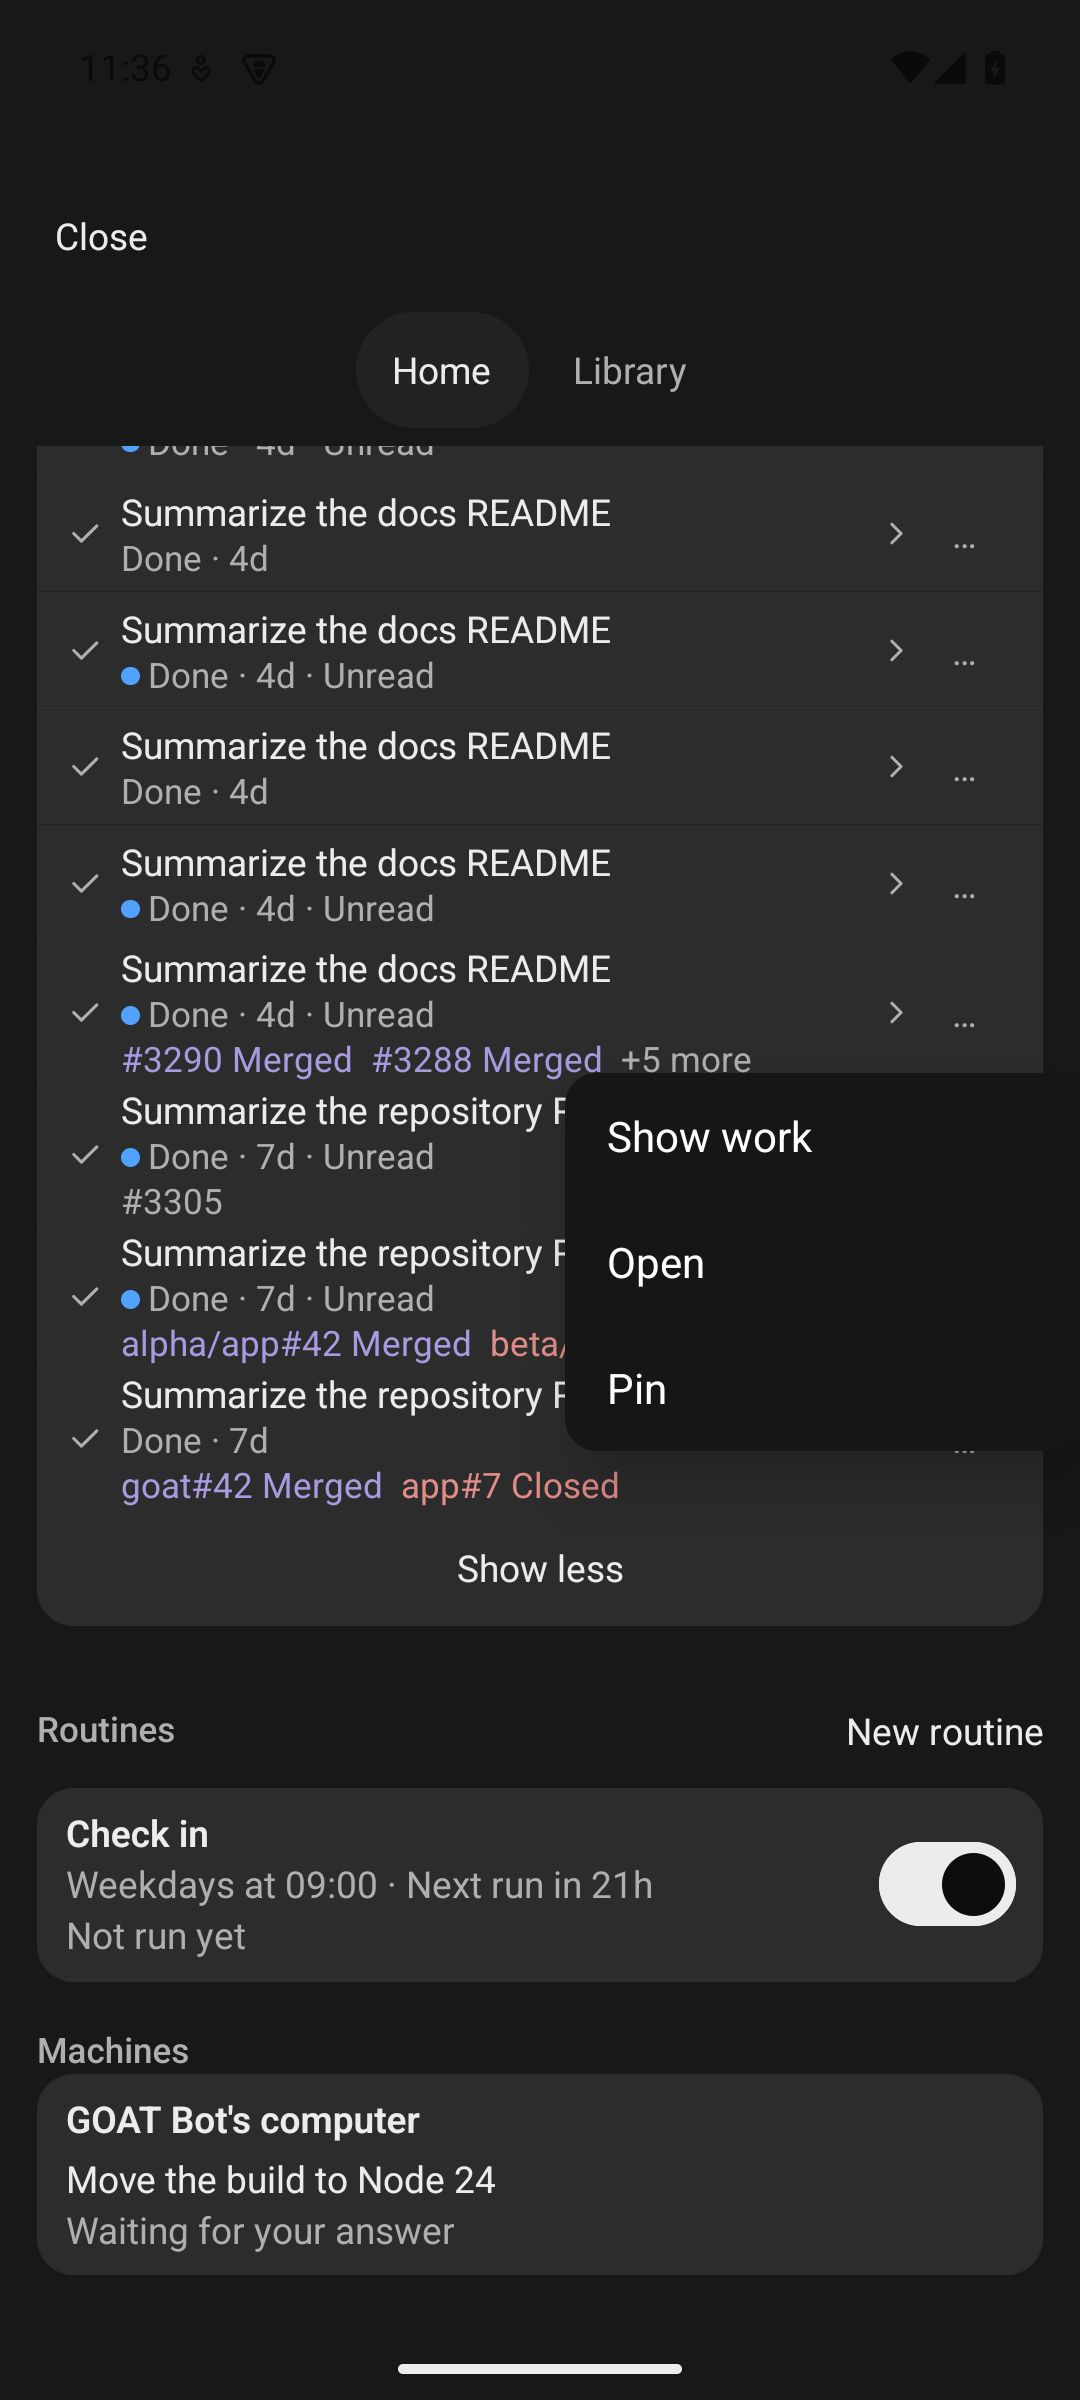 11:36
Close
Home
Library
Done · 4d · Unread
Summarize the docs README
Done · 4d
...
Summarize the docs README
Done · 4d · Unread
...
Summarize the docs README
Done · 4d
...
Summarize the docs README
Done · 4d · Unread
...
Summarize the docs README
Done · 4d · Unread
...
#3290 Merged #3288 Merged +5 more
Summarize the repository
Done · 7d · Unread
#3305
Summarize the repository
Done · 7d · Unread
alpha/app#42 Merged beta/
Summarize the repository
Done · 7d
...
goat#42 Merged app#7 Closed
Show work
Open
Pin
Show less
Routines
New routine
Check in
Weekdays at 09:00 · Next run in 21h
Not run yet
Machines
GOAT Bot's computer
Move the build to Node 24
Waiting for your answer